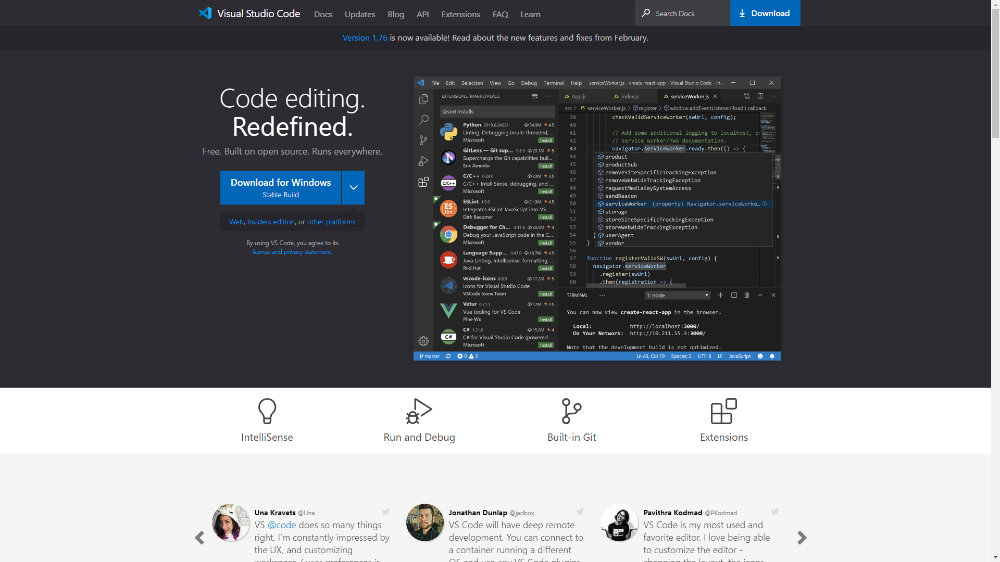 Visual Studio Code
Docs
Updates
Blog
API
Extensions
FAQ
Learn
Search Docs
Download
Version 1.76 is now available! Read about the new features and fixes from February.
Code editing.
Redefined.
Free. Built on open source. Runs everywhere.
Download for Windows
Stable Build
Web, Insiders edition, or other platforms
By using VS Code, you agree to its
license and privacy statement.
File Edit Selection View Go Debug Terminal Help serviceWorker.js - create-react-app - Visual Studio Code - In...
EXTENSIONS: MARKETPLACE
@sort:installs
Python 2019.6.24221 54.9M 4.5
Linting, Debugging (multi-threaded, ...
Microsoft Install
GitLens — Git sup... 9.8.5 23.1M 5
Supercharge the Git capabilities buil...
Eric Amodio Install
C/C++
C/C++ 0.24.0 23M 3.5
C/C++ IntelliSense, debugging, and ...
Microsoft Install
ES
Lint
ESLint 1.9.0 21.9M 4.5
Integrates ESLint JavaScript into VS ...
Dirk Baeumer Install
Debugger for Ch... 4.11.6 20.6M 4
Debug your JavaScript code in the C...
Microsoft Install
Language Supp... 0.47.0 18.7M 4.5
Java Linting, Intellisense, formatting, ...
Red Hat Install
vscode-icons 8.8.0 17.2M 5
Icons for Visual Studio Code
VSCode Icons Team Install
Vetur 0.21.1 17M 4.5
Vue tooling for VS Code
Pine Wu Install
C#
C# 1.21.0 15.6M 4
C# for Visual Studio Code (powered ...
Microsoft Install
JS App.js JS index.js JS serviceWorker.js
src > JS serviceWorker.js > register > window.addEventListener('load') callback
39 checkValidServiceWorker(swUrl, config);
40
41 // Add some additional logging to localhost, p
42 // service worker/PWA documentation.
43 navigator.serviceWorker.ready.then(() => {
44 product
45 productSub
46 removeSiteSpecificTrackingException
47 removeWebWideTrackingException
48 requestMediaKeySystemAccess
49 sendBeacon
50 serviceWorker (property) Navigator.serviceWorke...
51 storage
52 storeSiteSpecificTrackingException
53 storeWebWideTrackingException
54 } userAgent
55 } vendor
56
57 function registerValidSW(swUrl, config) {
58 navigator.serviceWorker
59 .register(swUrl)
60 .then(registration => {
TERMINAL ... 1: node
You can now view create-react-app in the browser.
Local: http://localhost:3000/
On Your Network: http://10.211.55.3:3000/
Note that the development build is not optimized.
master 0 0 Ln 43, Col 19 Spaces: 2 UTF-8 LF JavaScript
IntelliSense
Run and Debug
Built-in Git
Extensions
Una Kravets @Una
VS @code does so many things
right. I'm constantly impressed by
the UX, and customizing
workspace / user preferences is
Jonathan Dunlap @jadbox
VS Code will have deep remote
development. You can connect to
a container running a different
OS and use any VS Code plugins
Pavithra Kodmad @PKodmad
VS Code is my most used and
favorite editor. I love being able
to customize the editor -
changing the layout, the icons